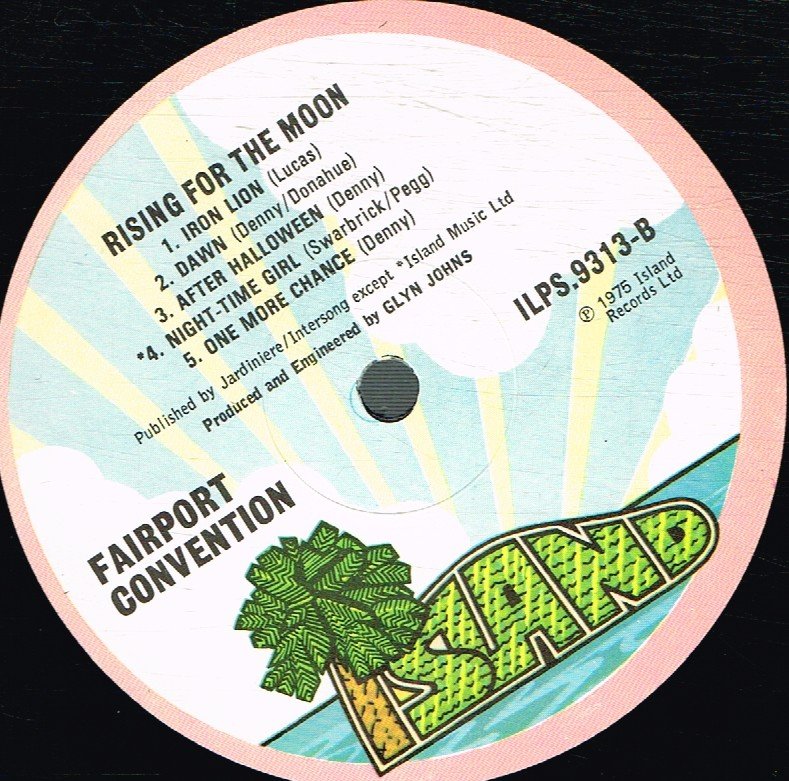 RISING FOR THE MOON
1. IRON LION (Lucas)
2. DAWN (Denny/Donahue)
3. AFTER HALLOWEEN (Denny)
*4. NIGHT-TIME GIRL (Swarbrick/Pegg)
5. ONE MORE CHANCE (Denny)
Published by Jardiniere/Intersong except *Island Music Ltd
Produced and Engineered by GLYN JOHNS
ILPS.9313-B
℗ 1975 Island
Records Ltd
FAIRPORT
CONVENTION
ISLAND